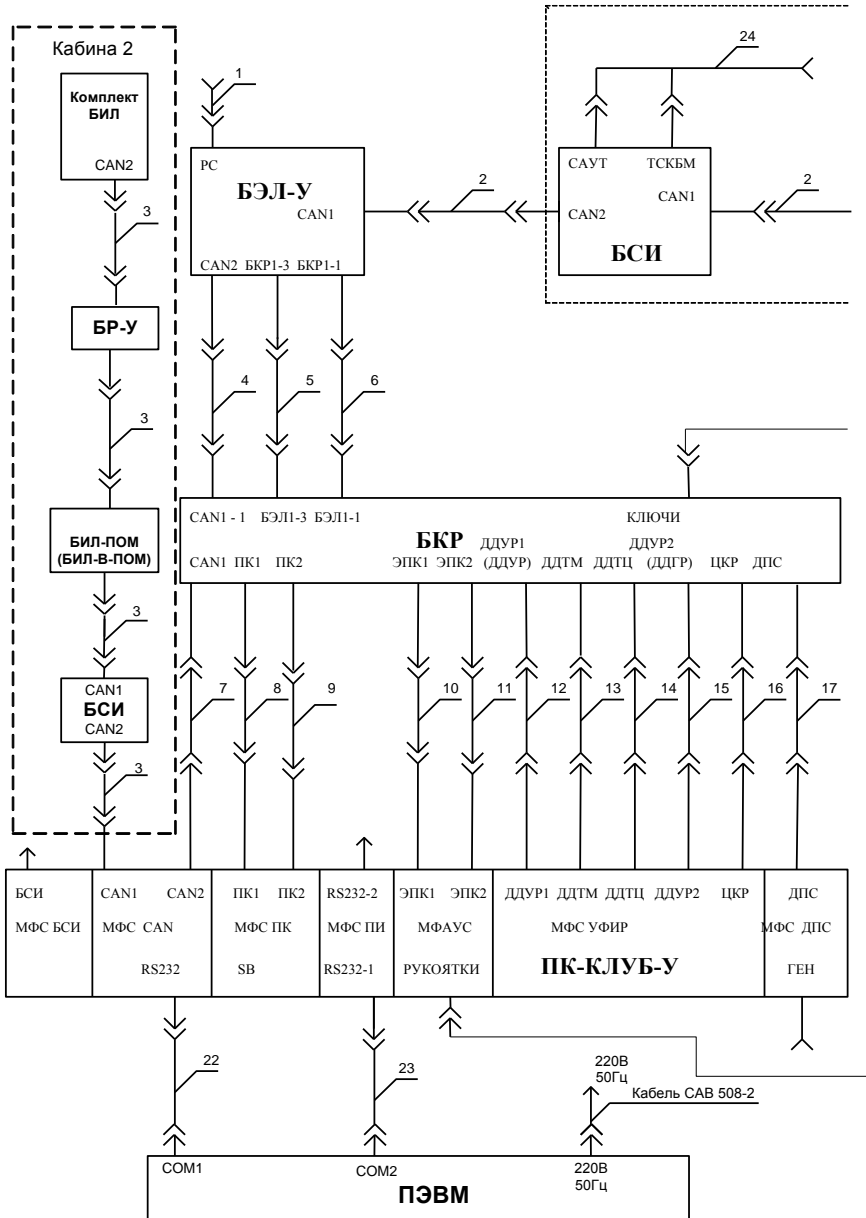 Кабина 2
Комплект
БИЛ
CAN2
3
БР-У
3
БИЛ-ПОМ
(БИЛ-В-ПОМ)
3
CAN1
БСИ
CAN2
3
1
РС
БЭЛ-У
CAN1
CAN2 БКР1-3 БКР1-1
2
24
САУТ ТСКБМ
CAN1
CAN2
БСИ
2
4 5 6
CAN1 - 1 БЭЛ1-3 БЭЛ1-1 КЛЮЧИ
БКР
ДДУР1 ДДУР2
CAN1 ПК1 ПК2 ЭПК1 ЭПК2 (ДДУР) ДДТМ ДДТЦ (ДДГР) ЦКР ДПС
7 8 9 10 11 12 13 14 15 16 17
БСИ CAN1 CAN2 ПК1 ПК2 RS232-2 ЭПК1 ЭПК2 ДДУР1 ДДТМ ДДТЦ ДДУР2 ЦКР ДПС
МФС БСИ МФС CAN МФС ПК МФС ПИ МФАУС МФС УФИР МФС ДПС
RS232 SB RS232-1 РУКОЯТКИ ПК-КЛУБ-У ГЕН
22 23
220В
50Гц
Кабель САВ 508-2
COM1 COM2 220В
50Гц
ПЭВМ